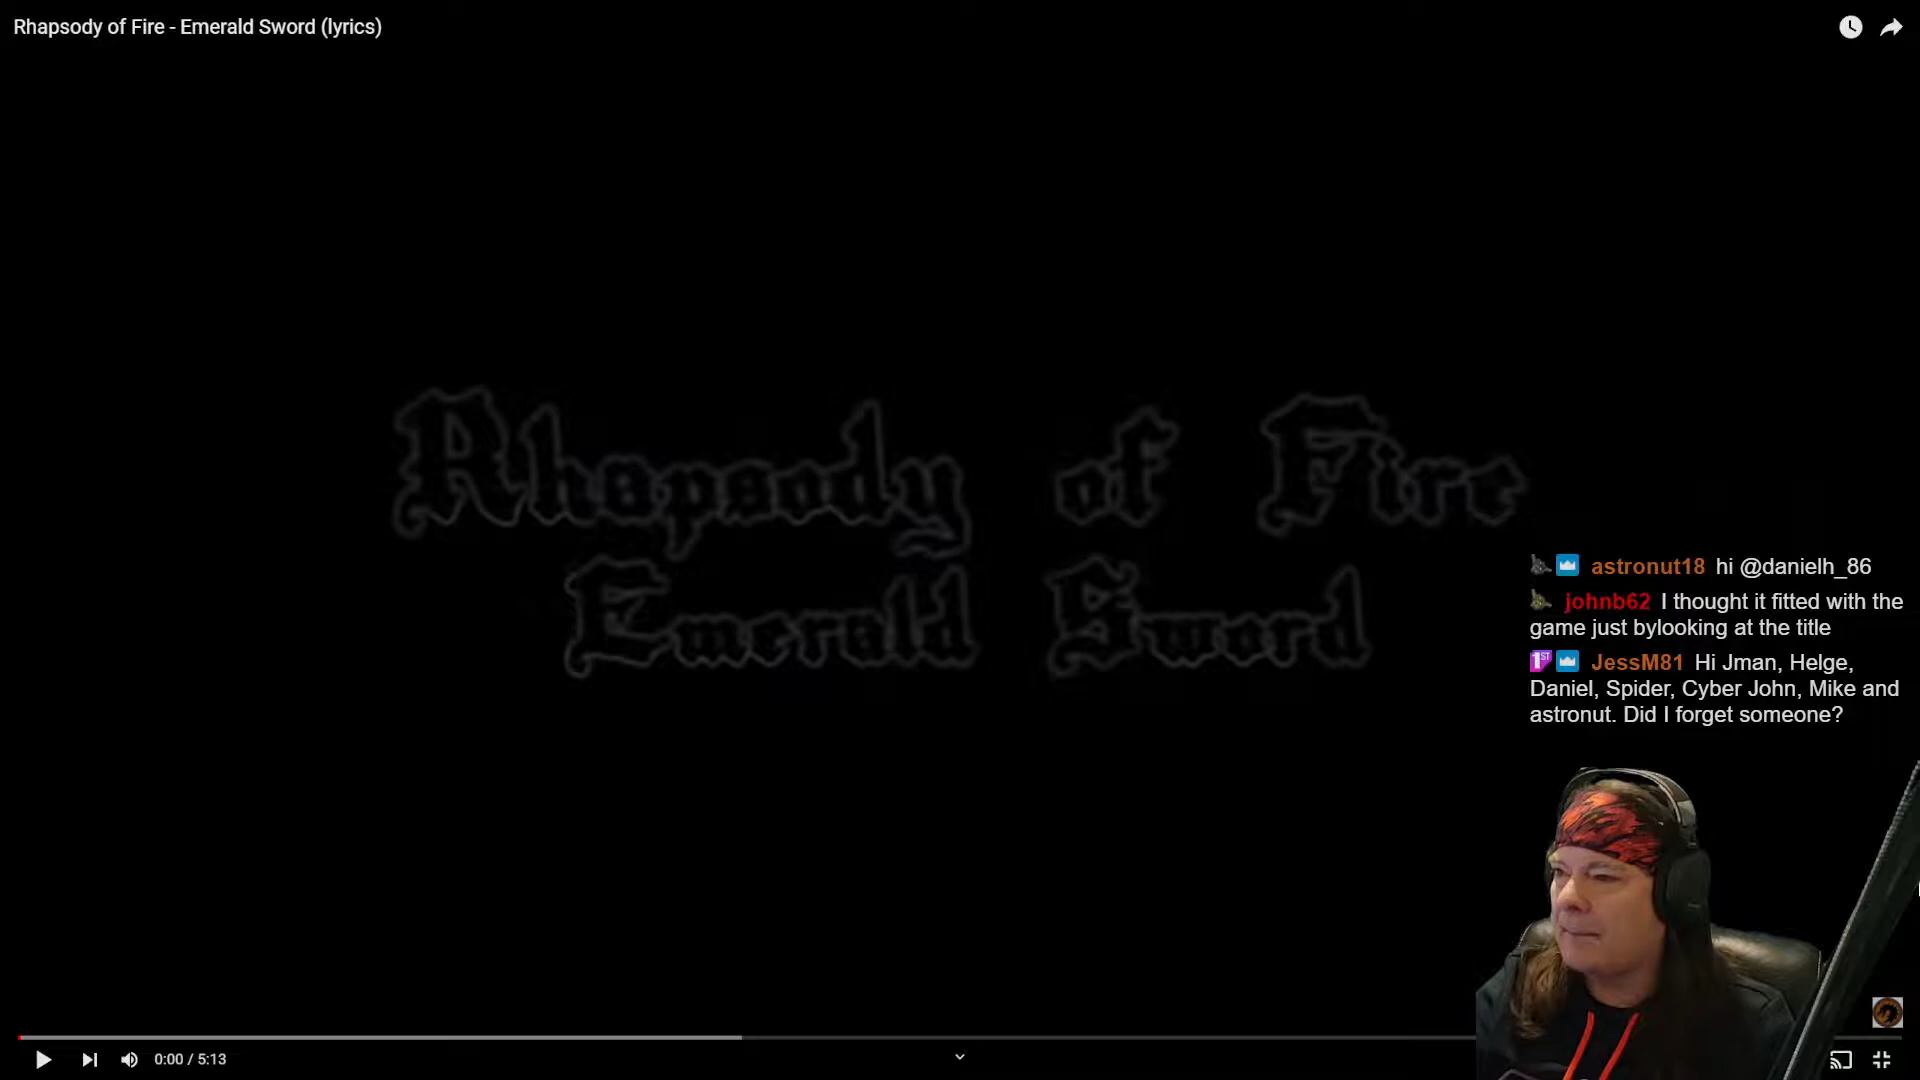 Rhapsody of Fire - Emerald Sword (lyrics)
Rhapsody of Fire
Emerald Sword
astronut18 hi @danielh_86
johnb62 I thought it fitted with the
game just bylooking at the title
1ST JessM81 Hi Jman, Helge,
Daniel, Spider, Cyber John, Mike and
astronut. Did I forget someone?
0:00 / 5:13